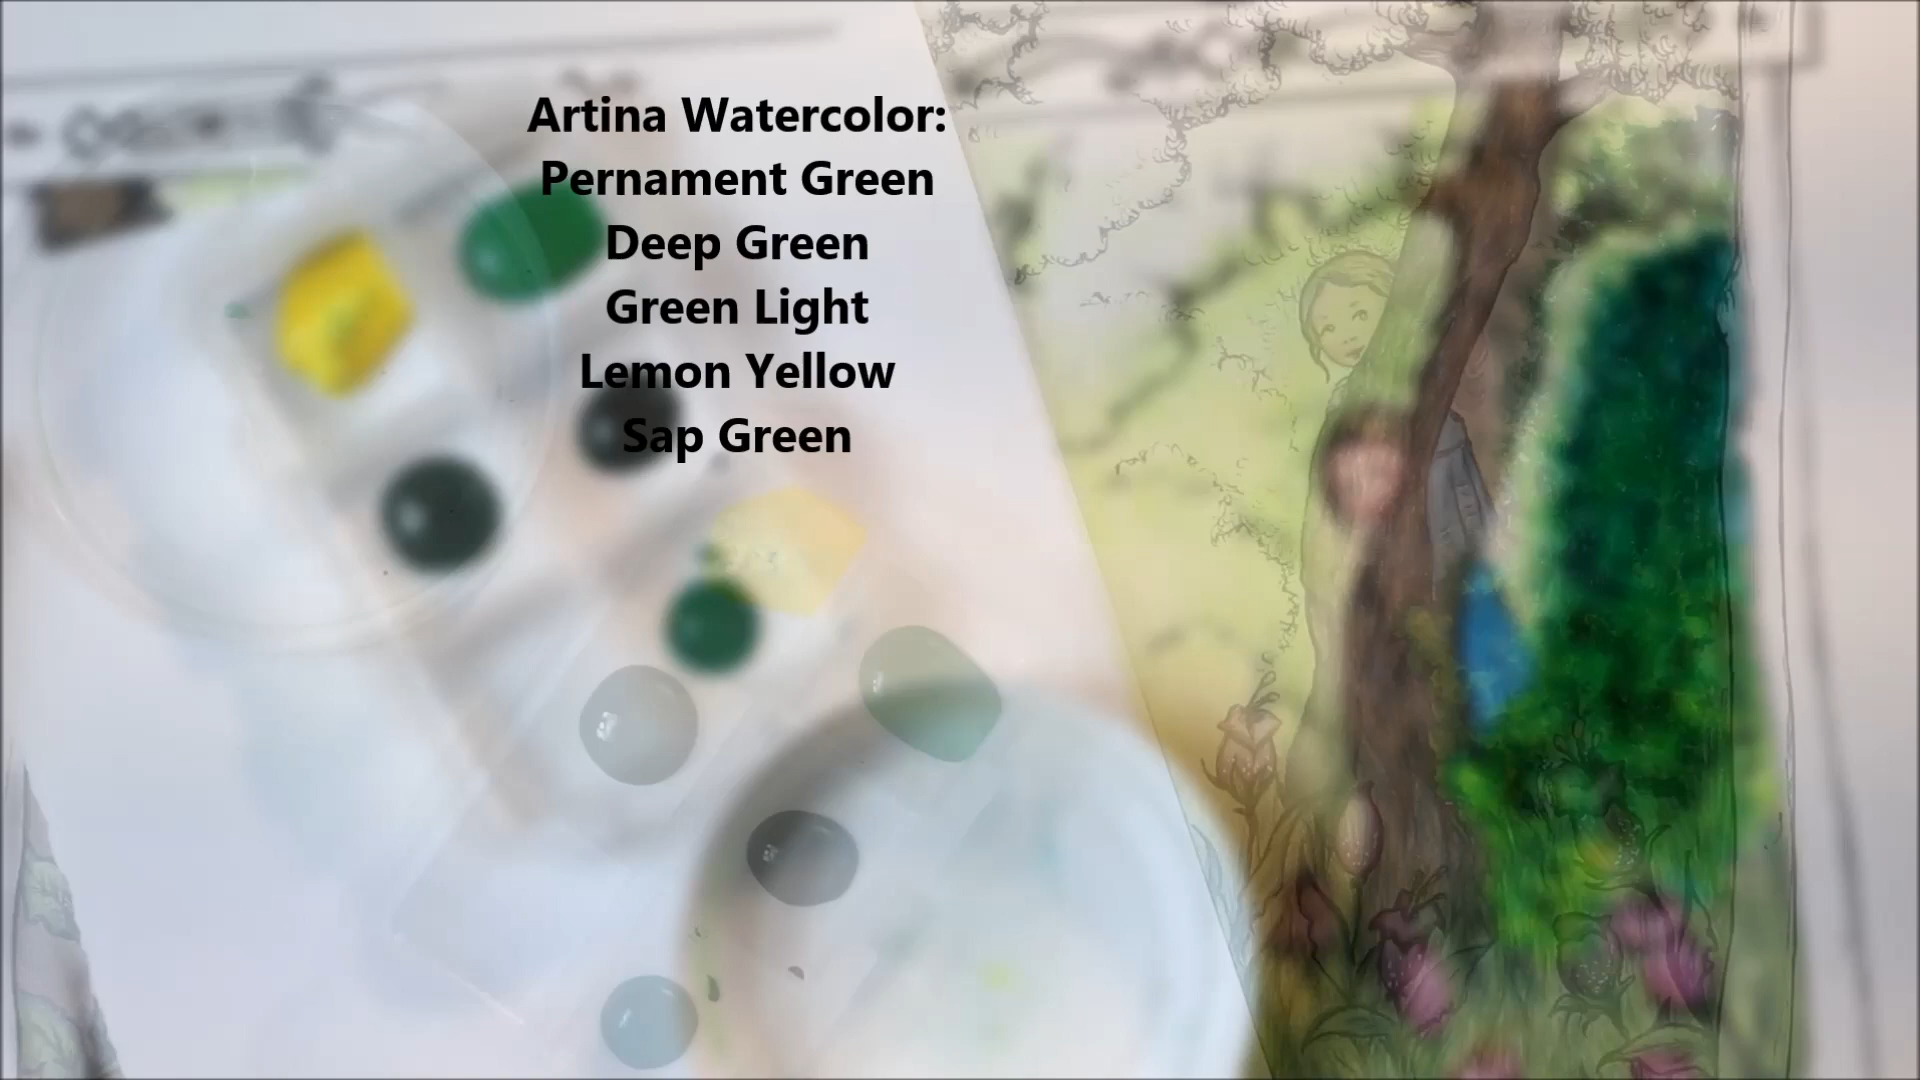 Artina Watercolor:
Pernament Green
Deep Green
Green Light
Lemon Yellow
Sap Green